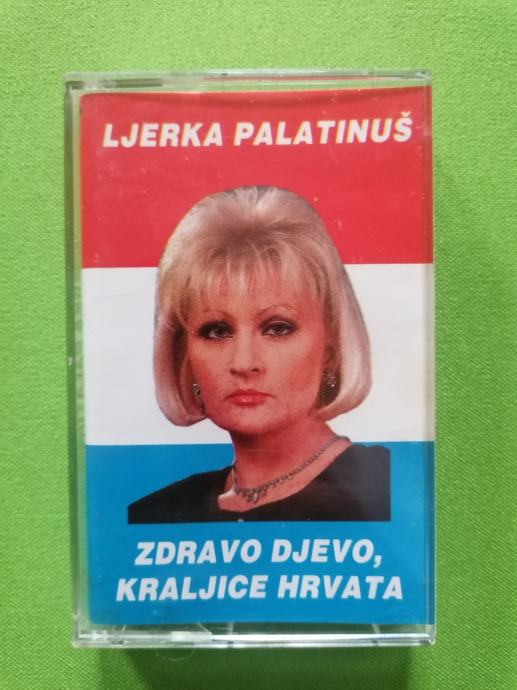 LJERKA PALATINUŠ
ZDRAVO DJEVO,
KRALJICE HRVATA